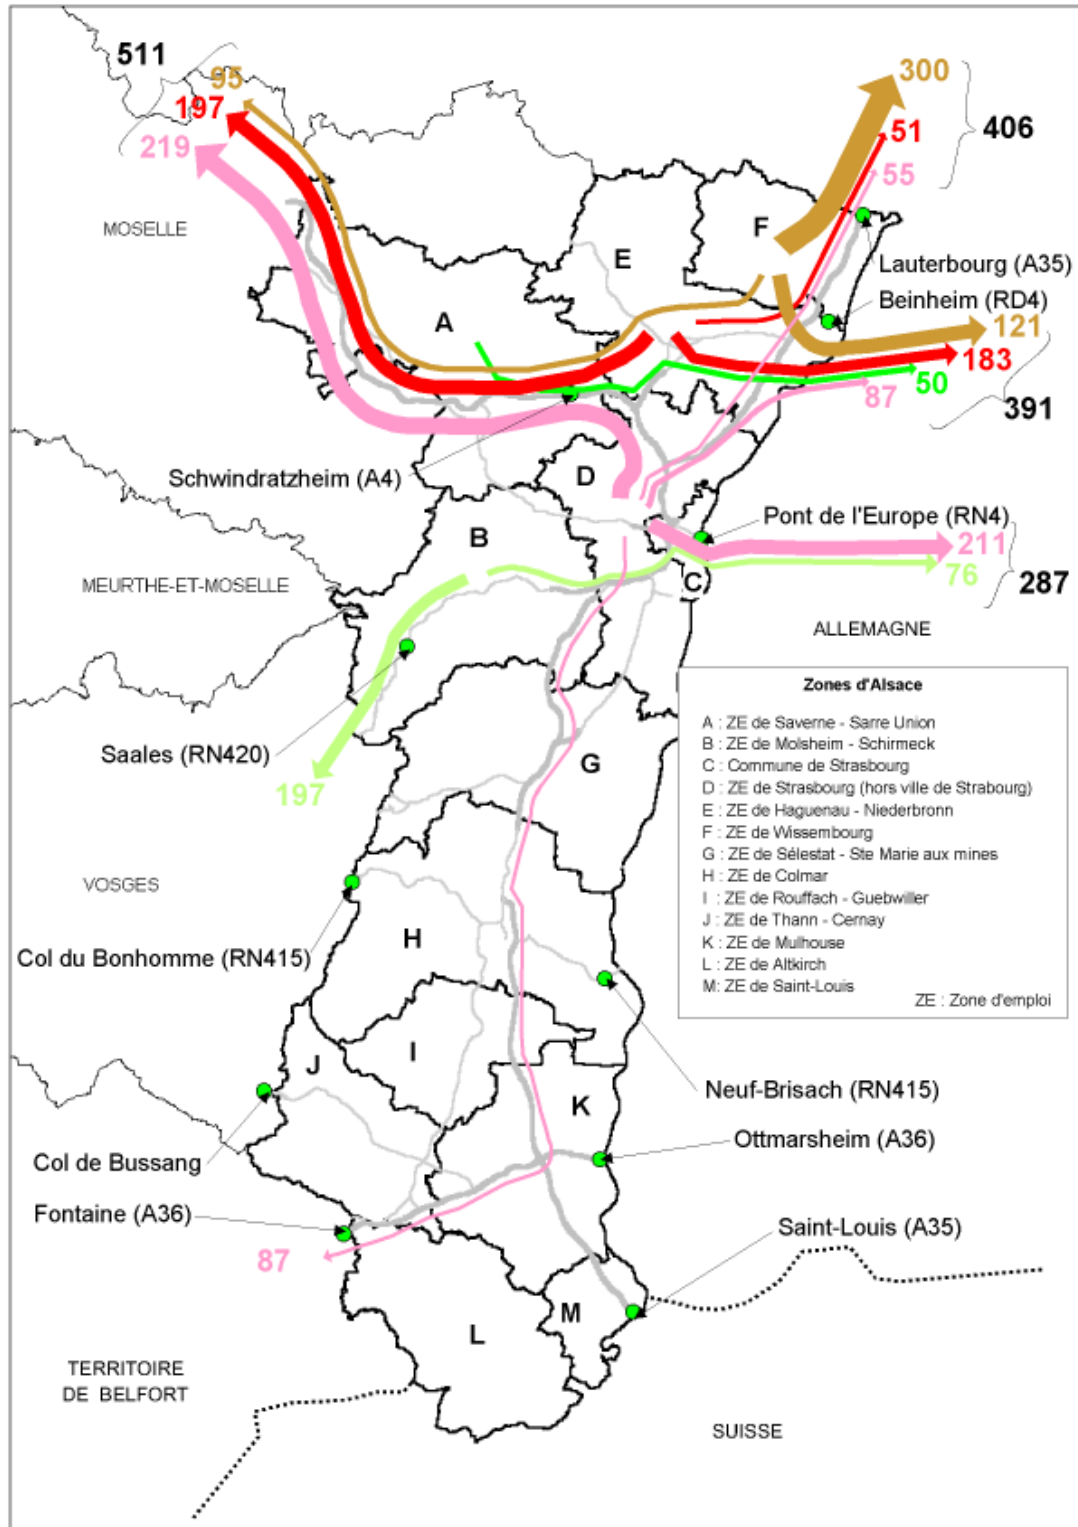 511
95
197
219
300
51
55
406
MOSELLE
F
E
A
Lauterbourg (A35)
Beinheim (RD4)
121
183
50
87
391
Schwindratzheim (A4)
D
B
Pont de l'Europe (RN4)
211
76
287
C
MEURTHE-ET-MOSELLE
ALLEMAGNE
Saales (RN420)
197
G
Zones d'Alsace
A : ZE de Saverne - Sarre Union
B : ZE de Molsheim - Schirmeck
C : Commune de Strasbourg
D : ZE de Strasbourg (hors ville de Strabourg)
E : ZE de Haguenau - Niederbronn
F : ZE de Wissembourg
G : ZE de Sélestat - Ste Marie aux mines
H : ZE de Colmar
I : ZE de Rouffach - Guebwiller
J : ZE de Thann - Cernay
K : ZE de Mulhouse
L : ZE de Altkirch
M: ZE de Saint-Louis
ZE : Zone d'emploi
VOSGES
Col du Bonhomme (RN415)
H
I
J
K
Neuf-Brisach (RN415)
Ottmarsheim (A36)
Col de Bussang
Fontaine (A36)
87
Saint-Louis (A35)
M
L
TERRITOIRE
DE BELFORT
SUISSE